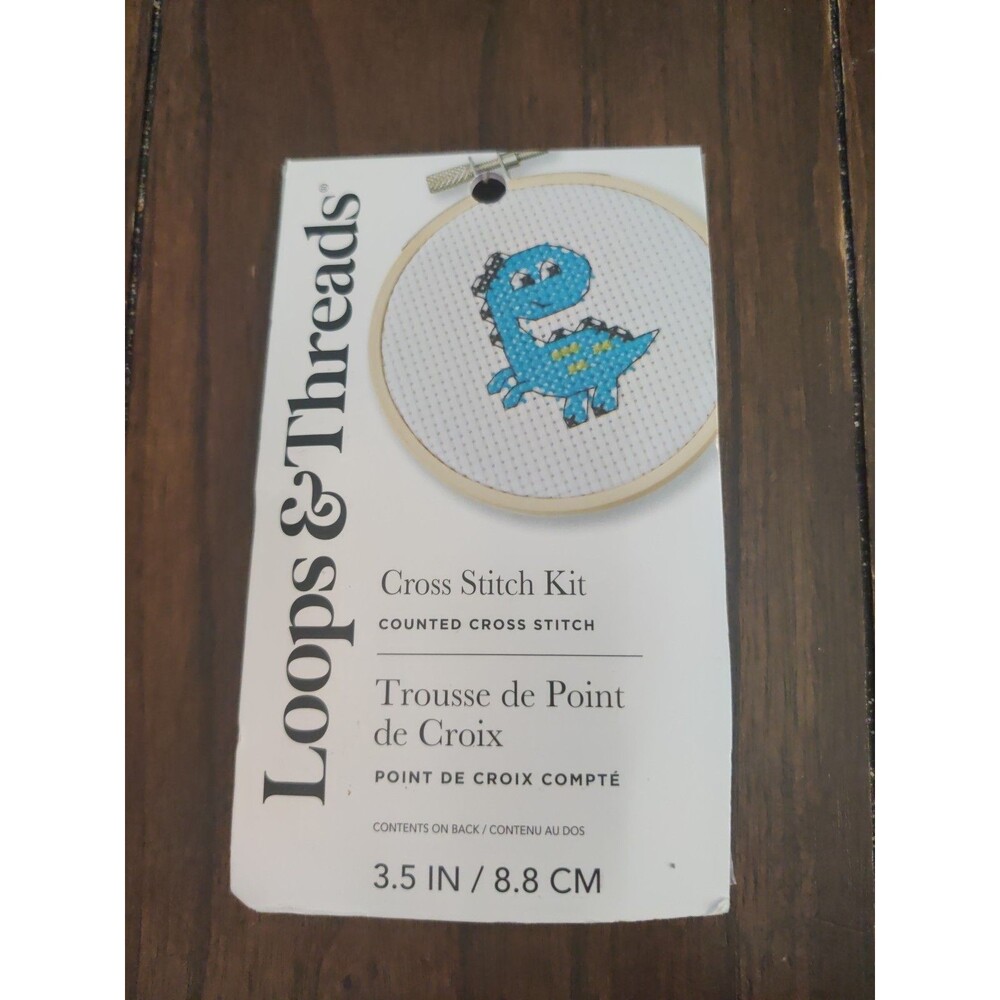 Loops & Threads®
Cross Stitch Kit
COUNTED CROSS STITCH
Trousse de Point
de Croix
POINT DE CROIX COMPTÉ
CONTENTS ON BACK / CONTENU AU DOS
3.5 IN / 8.8 CM